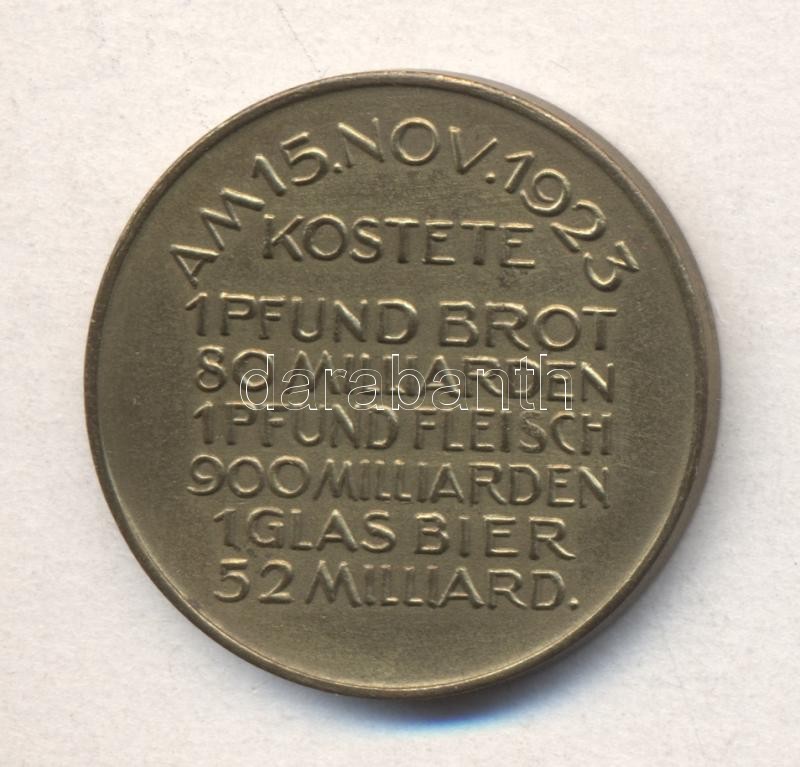 AM 15. NOV. 1923
KOSTETE
1 PFUND BROT
80 MILLIARDEN
1 PFUND FLEISCH
900 MILLIARDEN
1 GLAS BIER
52 MILLIARD.
darabanth